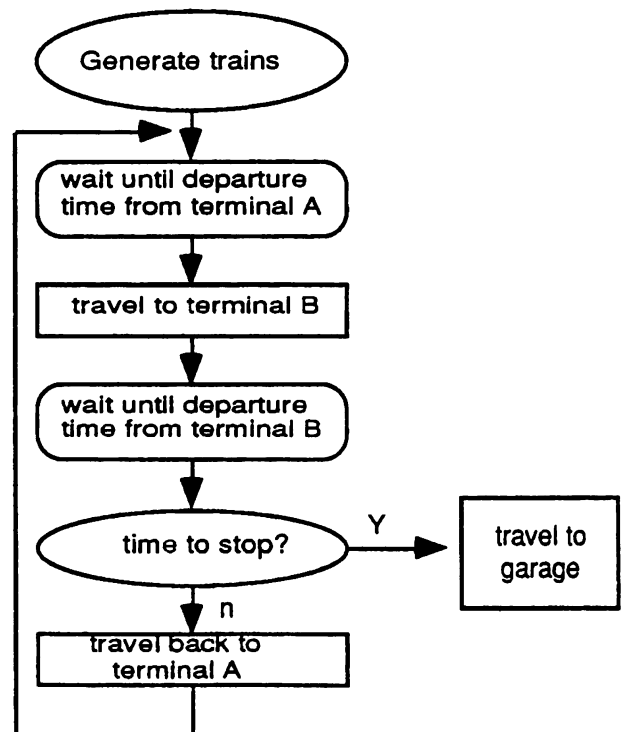 Generate trains
wait until departure
time from terminal A
travel to terminal B
wait until departure
time from terminal B
time to stop?
Y
travel to
garage
n
travel back to
terminal A